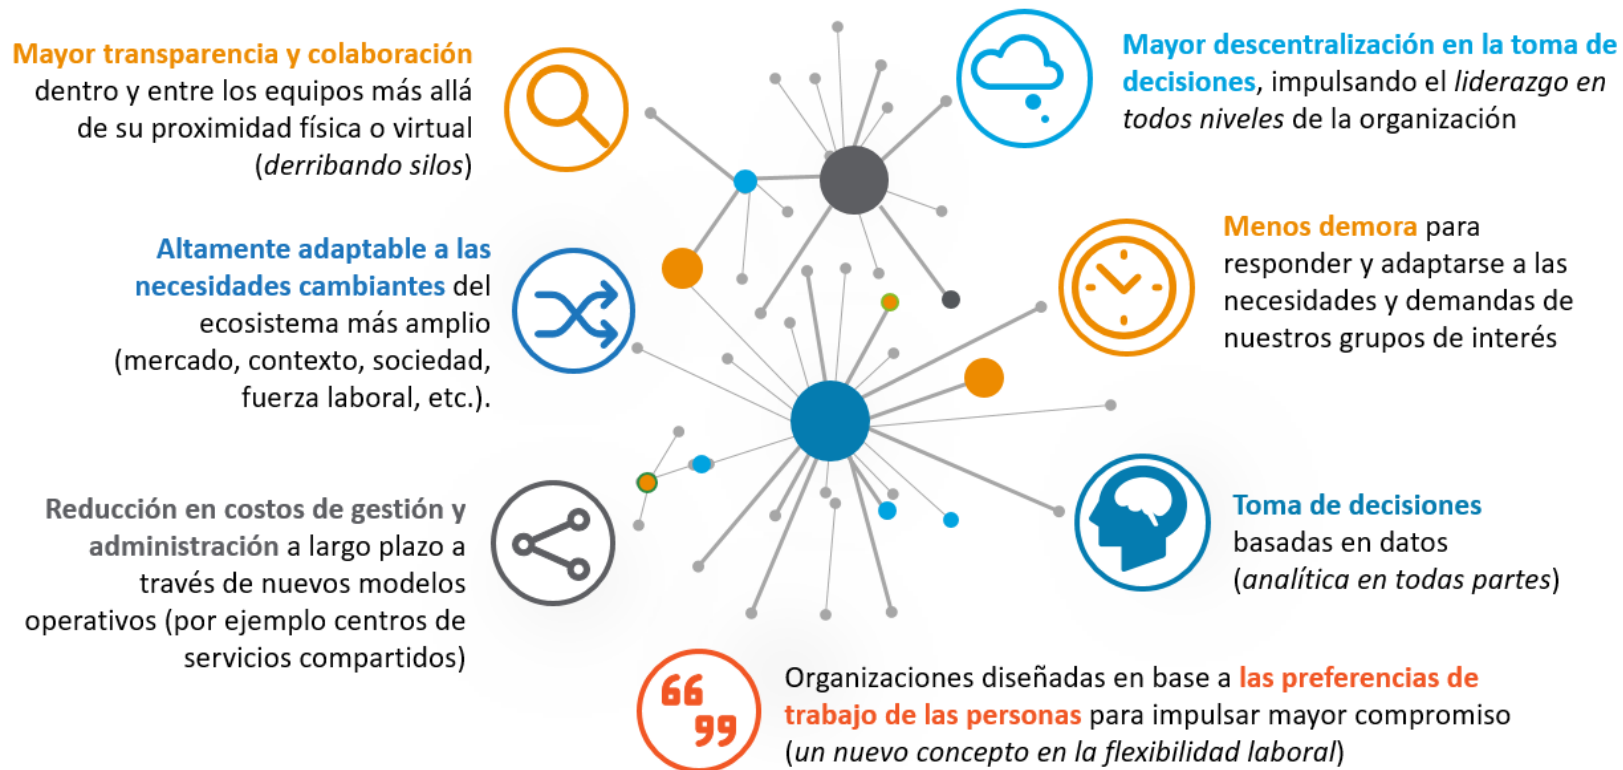 Mayor transparencia y colaboración
dentro y entre los equipos más allá
de su proximidad física o virtual
(derribando silos)
Mayor descentralización en la toma de
decisiones, impulsando el liderazgo en
todos niveles de la organización
Altamente adaptable a las
necesidades cambiantes del
ecosistema más amplio
(mercado, contexto, sociedad,
fuerza laboral, etc.).
Menos demora para
responder y adaptarse a las
necesidades y demandas de
nuestros grupos de interés
Reducción en costos de gestión y
administración a largo plazo a
través de nuevos modelos
operativos (por ejemplo centros de
servicios compartidos)
Toma de decisiones
basadas en datos
(analítica en todas partes)
Organizaciones diseñadas en base a las preferencias de
trabajo de las personas para impulsar mayor compromiso
(un nuevo concepto en la flexibilidad laboral)